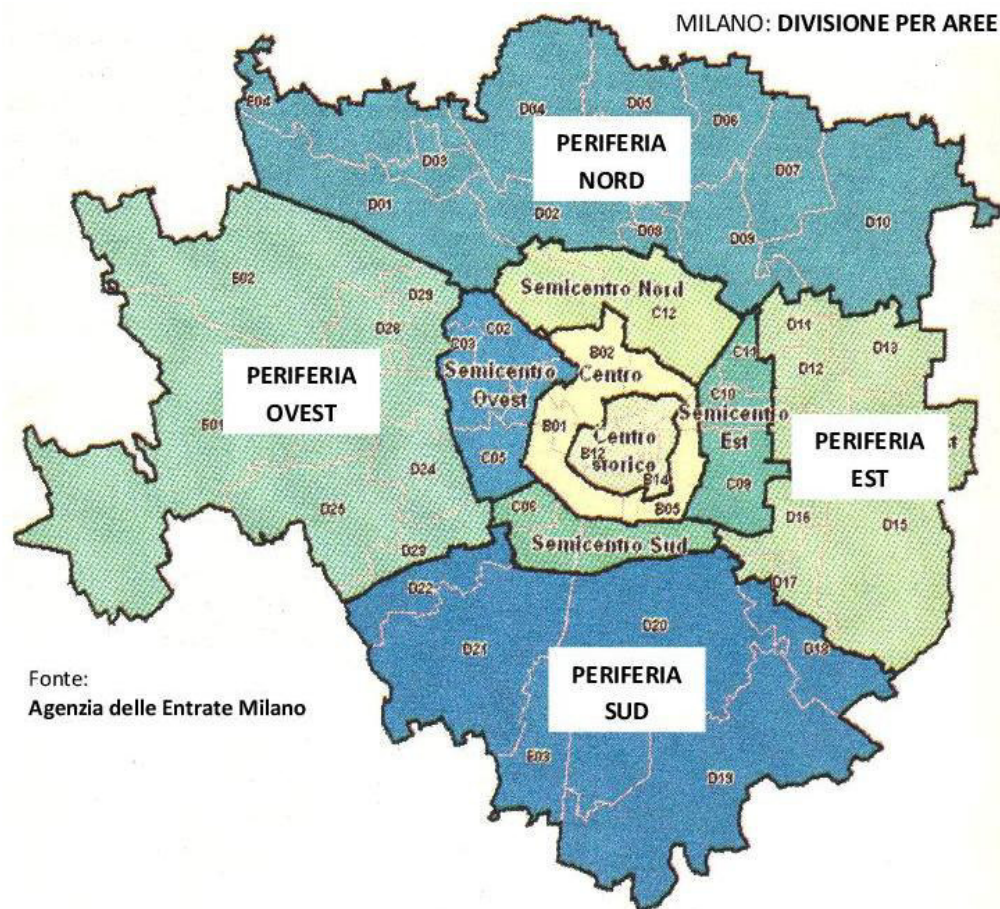 MILANO: DIVISIONE PER AREE
E04
D04
D05
D06
D03
PERIFERIA
NORD
D07
D01
D02
D08
D09
D10
E02
D29
Semicentro Nord
C12
D28
C02
C03
B02
C11
D11
D13
D12
PERIFERIA
OVEST
Semicentro
Ovest
Centro
C10
Semicentro
Est
E01
B01
Centro
storico
B12
B14
PERIFERIA
EST
C05
D24
C09
D25
C06
B05
D16
D15
Semicentro Sud
D23
D17
D22
D21
D20
D18
Fonte:
Agenzia delle Entrate Milano
PERIFERIA
SUD
E03
D19